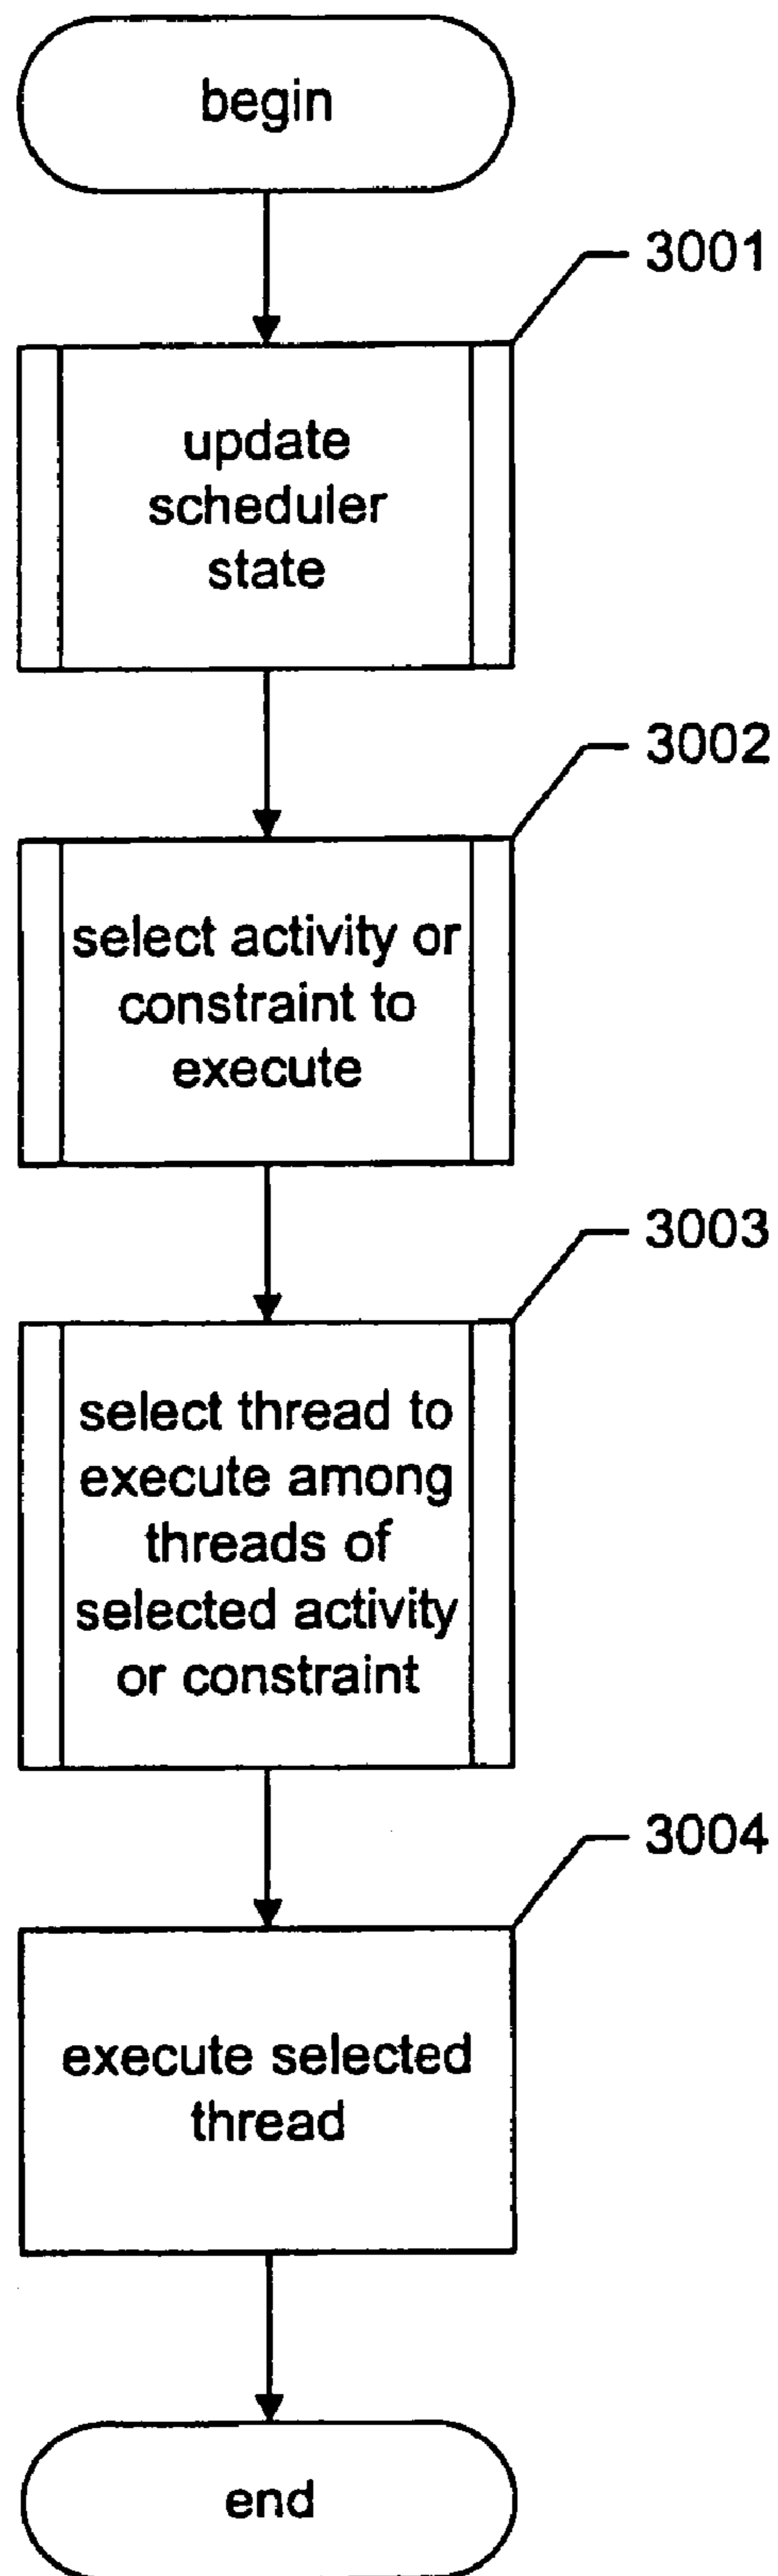 begin
3001
update
scheduler
state
3002
select activity or
constraint to
execute
3003
select thread to
execute among
threads of
selected activity
or constraint
3004
execute selected
thread
end